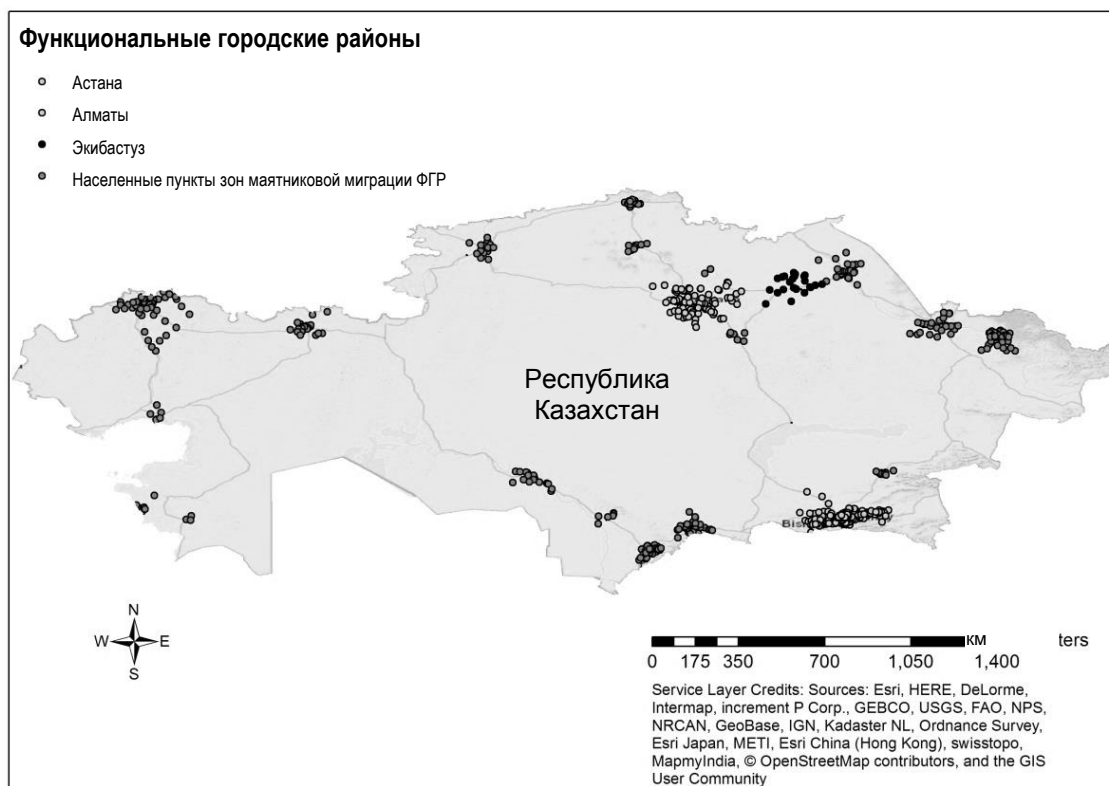 Функциональные городские районы
Астана
Алматы
Экибастуз
Населенные пункты зон маятниковой миграции ФГР
Республика
Казахстан
Bis
N
W E
S
КМ ters
0 175 350 700 1,050 1,400
Service Layer Credits: Sources: Esri, HERE, DeLorme,
Intermap, increment P Corp., GEBCO, USGS, FAO, NPS,
NRCAN, GeoBase, IGN, Kadaster NL, Ordnance Survey,
Esri Japan, METI, Esri China (Hong Kong), swisstopo,
MapmyIndia, © OpenStreetMap contributors, and the GIS
User Community